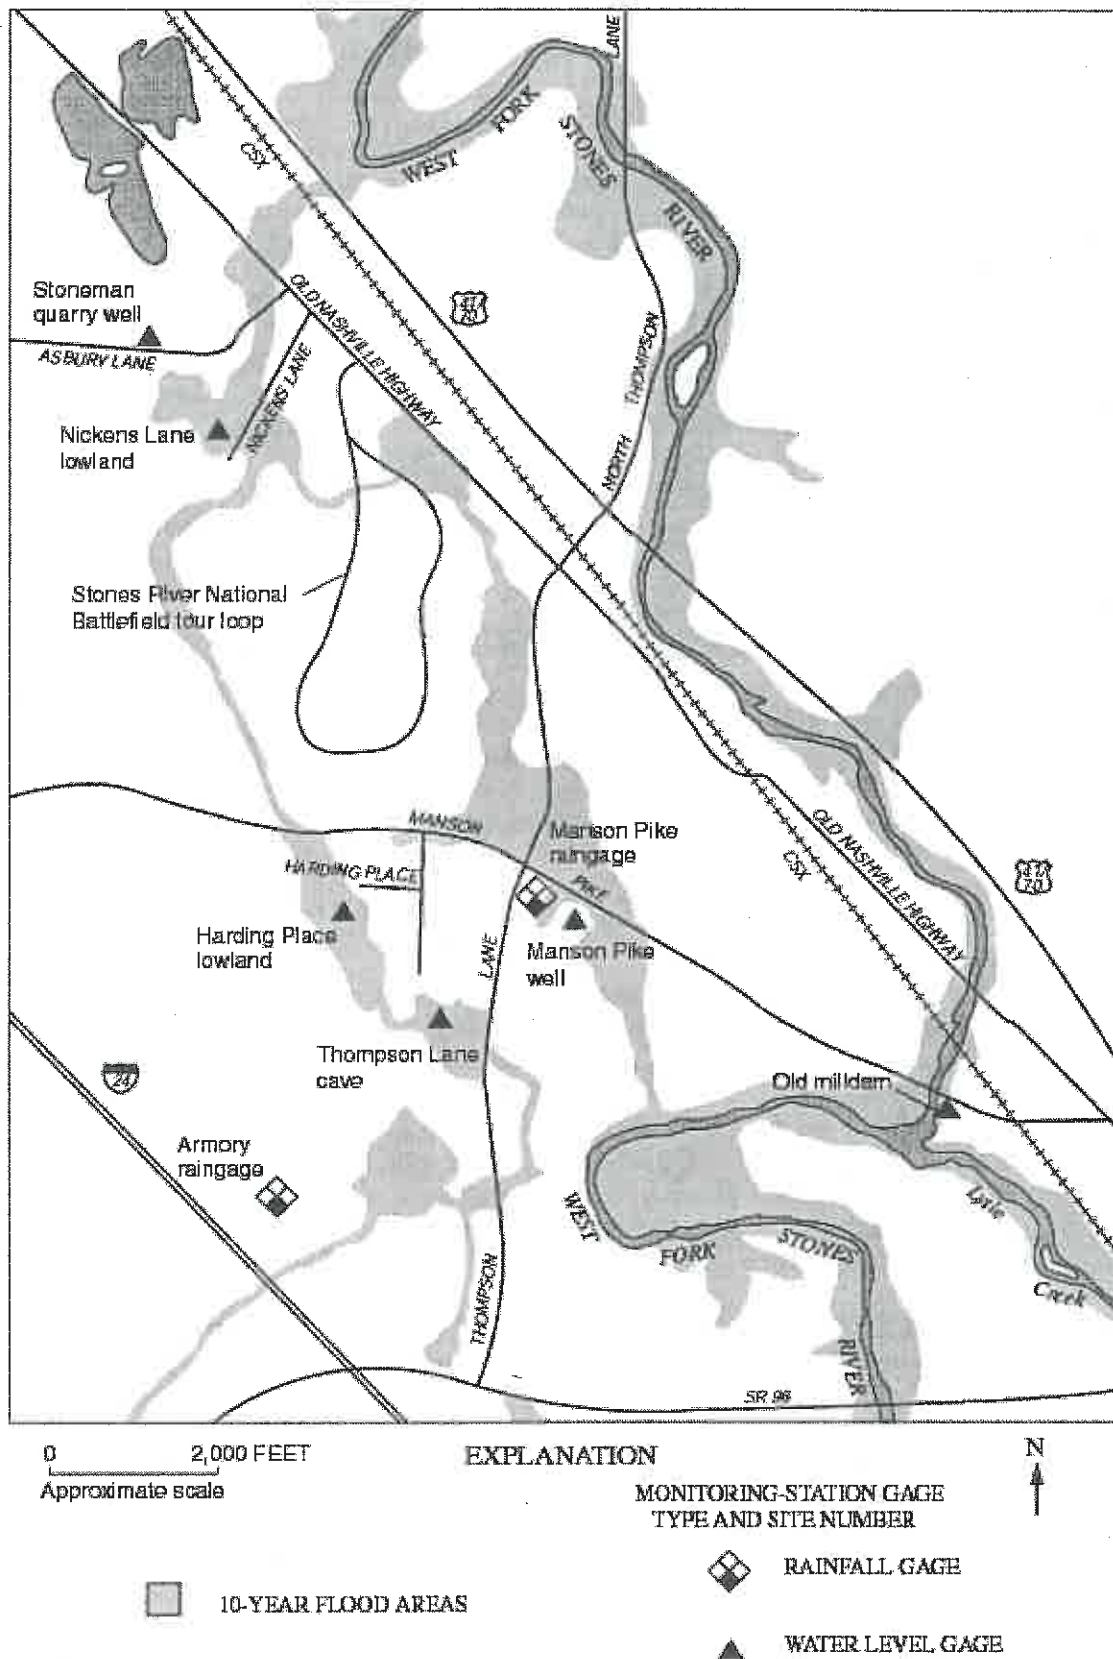 LANE
WEST
FORK
STONES
RIVER
CSX
Stoneman
quarry well
ASBURY LANE
OLD NASHVILLE HIGHWAY
41
70
NICKENS LANE
Nickens Lane
lowland
NORTH
THOMPSON
Stones River National
Battlefield tour loop
MANSON
PIKE
HARDING PLACE
Manson Pike
raingage
Harding Place
lowland
LANE
Manson Pike
well
CSX
OLD NASHVILLE HIGHWAY
41
70
Thompson Lane
cave
24
Old milldam
Armory
raingage
WEST
FORK
STONES
RIVER
Lytle
Creek
THOMPSON
SR 96
0 2,000 FEET
Approximate scale
EXPLANATION
N
MONITORING-STATION GAGE
TYPE AND SITE NUMBER
RAINFALL GAGE
10-YEAR FLOOD AREAS
WATER LEVEL GAGE